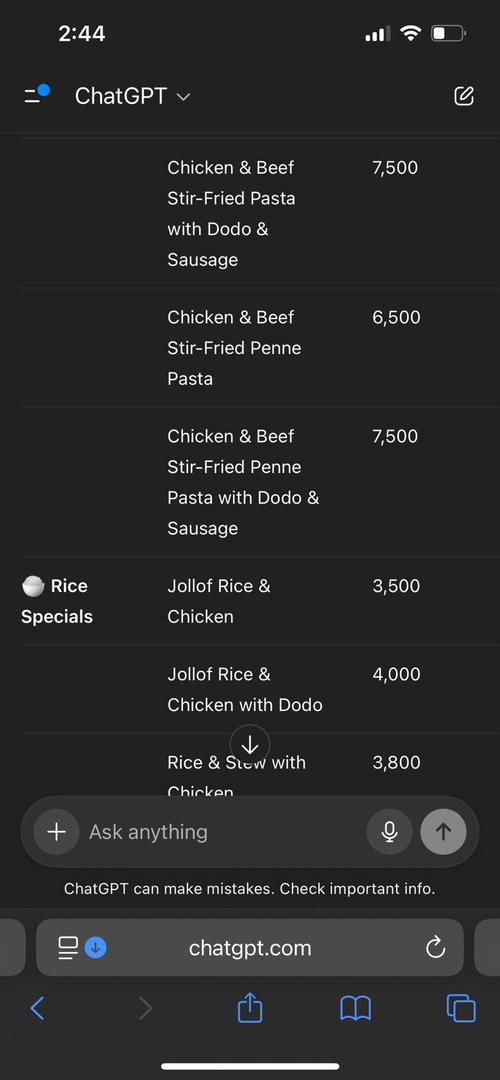 2:44
ChatGPT
Chicken & Beef 7,500
Stir-Fried Pasta
with Dodo &
Sausage
Chicken & Beef 6,500
Stir-Fried Penne
Pasta
Chicken & Beef 7,500
Stir-Fried Penne
Pasta with Dodo &
Sausage
🍚 Rice Jollof Rice & 3,500
Specials Chicken
Jollof Rice & 4,000
Chicken with Dodo
Rice & Stew with 3,800
Chicken
Ask anything
ChatGPT can make mistakes. Check important info.
chatgpt.com